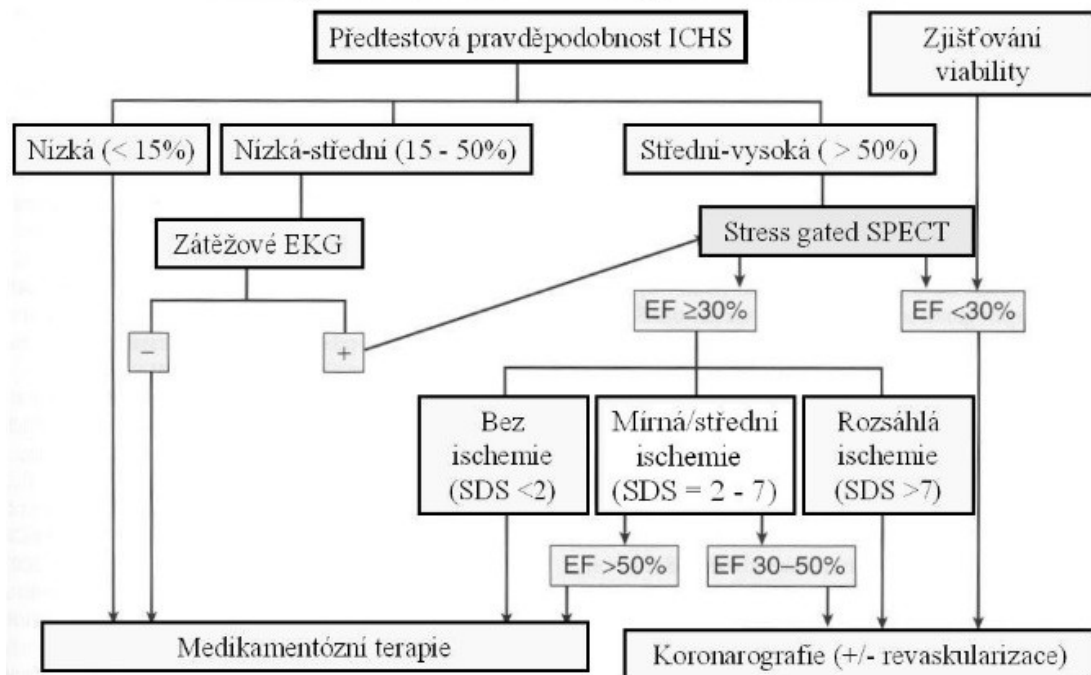 Předtestová pravděpodobnost ICHS
Zjišťování
viability
Nízká (< 15%)
Nízká-střední (15 - 50%)
Střední-vysoká ( > 50%)
Zátěžové EKG
Stress gated SPECT
−
+
EF ≥30%
EF <30%
Bez
ischemie
(SDS <2)
Mírná/střední
ischemie
(SDS = 2 - 7)
Rozsáhlá
ischemie
(SDS >7)
EF >50%
EF 30–50%
Medikamentózní terapie
Koronarografie (+/- revaskularizace)